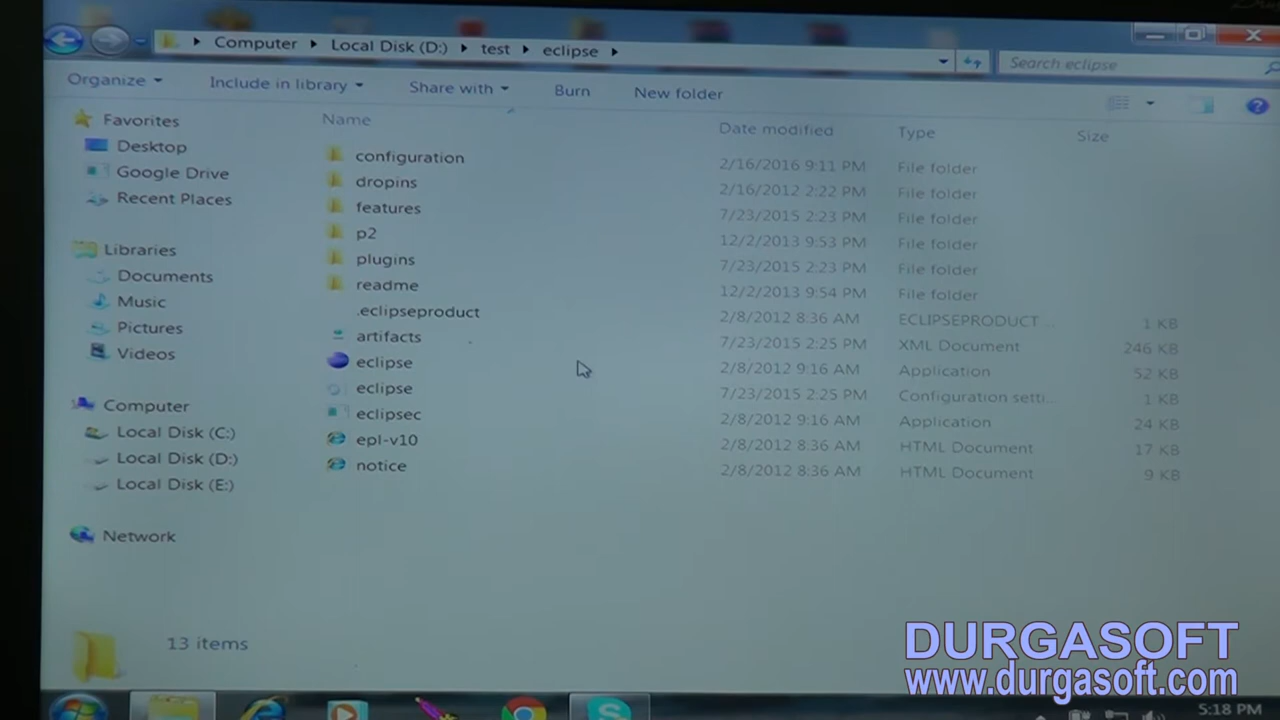 Computer Local Disk (D:) test eclipse
Search eclipse
Organize Include in library Share with Burn New folder
Favorites
Desktop
Google Drive
Recent Places
Libraries
Documents
Music
Pictures
Videos
Computer
Local Disk (C:)
Local Disk (D:)
Local Disk (E:)
Network
Name Date modified Type Size
configuration 2/16/2016 9:11 PM File folder
dropins 2/16/2012 2:22 PM File folder
features 7/23/2015 2:23 PM File folder
p2 12/2/2013 9:53 PM File folder
plugins 7/23/2015 2:23 PM File folder
readme 12/2/2013 9:54 PM File folder
.eclipseproduct 2/8/2012 8:36 AM ECLIPSEPRODUCT ... 1 KB
artifacts 7/23/2015 2:25 PM XML Document 246 KB
eclipse 2/8/2012 9:16 AM Application 52 KB
eclipse 7/23/2015 2:25 PM Configuration setti... 1 KB
eclipsec 2/8/2012 9:16 AM Application 24 KB
epl-v10 2/8/2012 8:36 AM HTML Document 17 KB
notice 2/8/2012 8:36 AM HTML Document 9 KB
13 items
DURGASOFT
www.durgasoft.com
5:18 PM